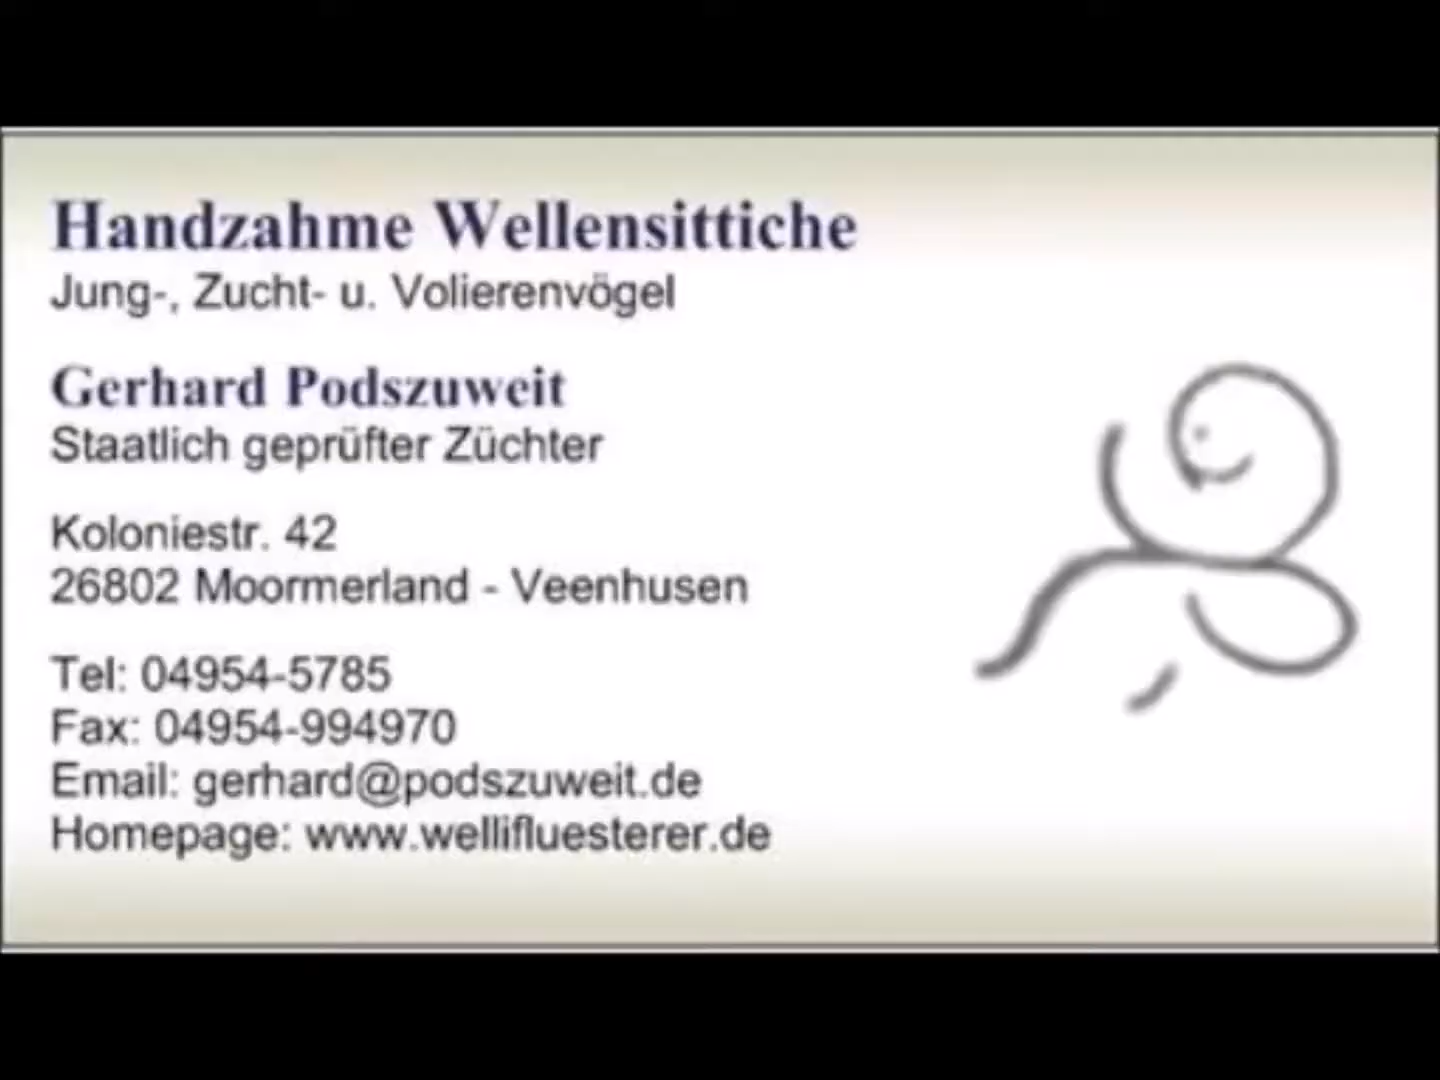 Handzahme Wellensittiche
Jung-, Zucht- u. Volierenvögel
Gerhard Podszuweit
Staatlich geprüfter Züchter
Koloniestr. 42
26802 Moormerland - Veenhusen
Tel: 04954-5785
Fax: 04954-994970
Email: gerhard@podszuweit.de
Homepage: www.wellifluesterer.de